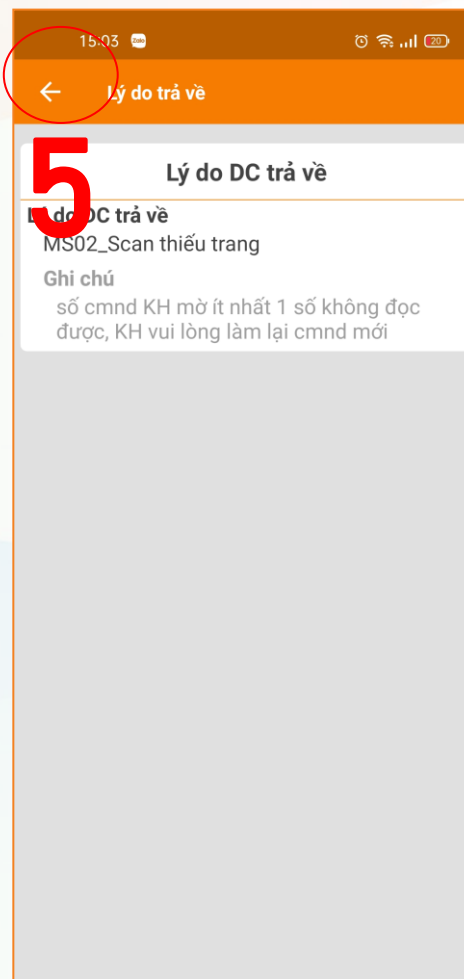 15:03 Zalo 20
Lý do trả về
5
Lý do DC trả về
Lý do DC trả về
MS02_Scan thiếu trang
Ghi chú
số cmnd KH mờ ít nhất 1 số không đọc
được, KH vui lòng làm lại cmnd mới